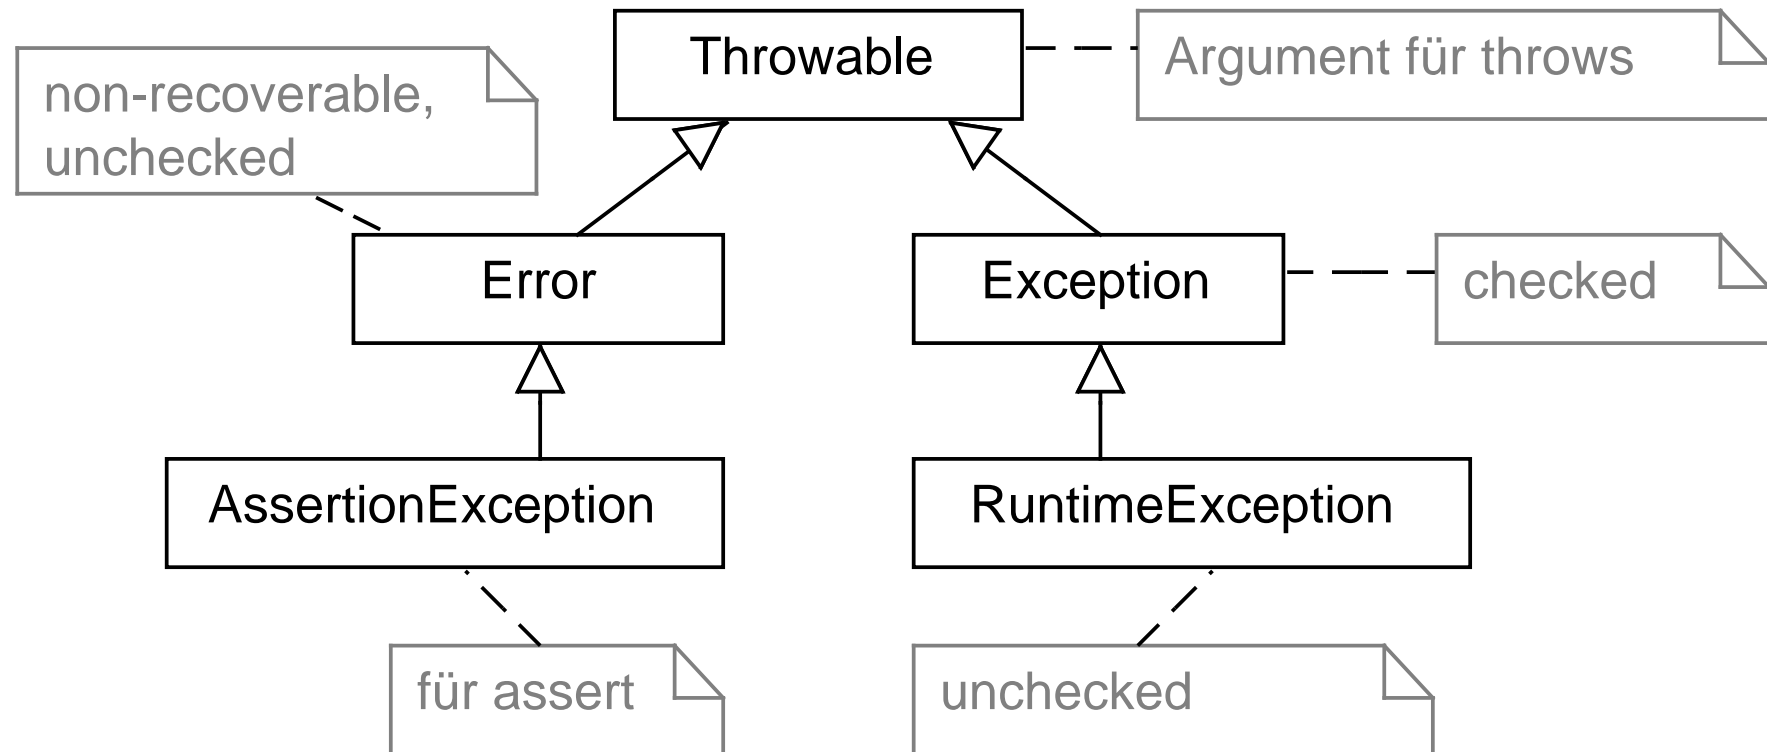 Throwable
Argument für throws
non-recoverable,
unchecked
Error
Exception
checked
AssertionException
RuntimeException
für assert
unchecked